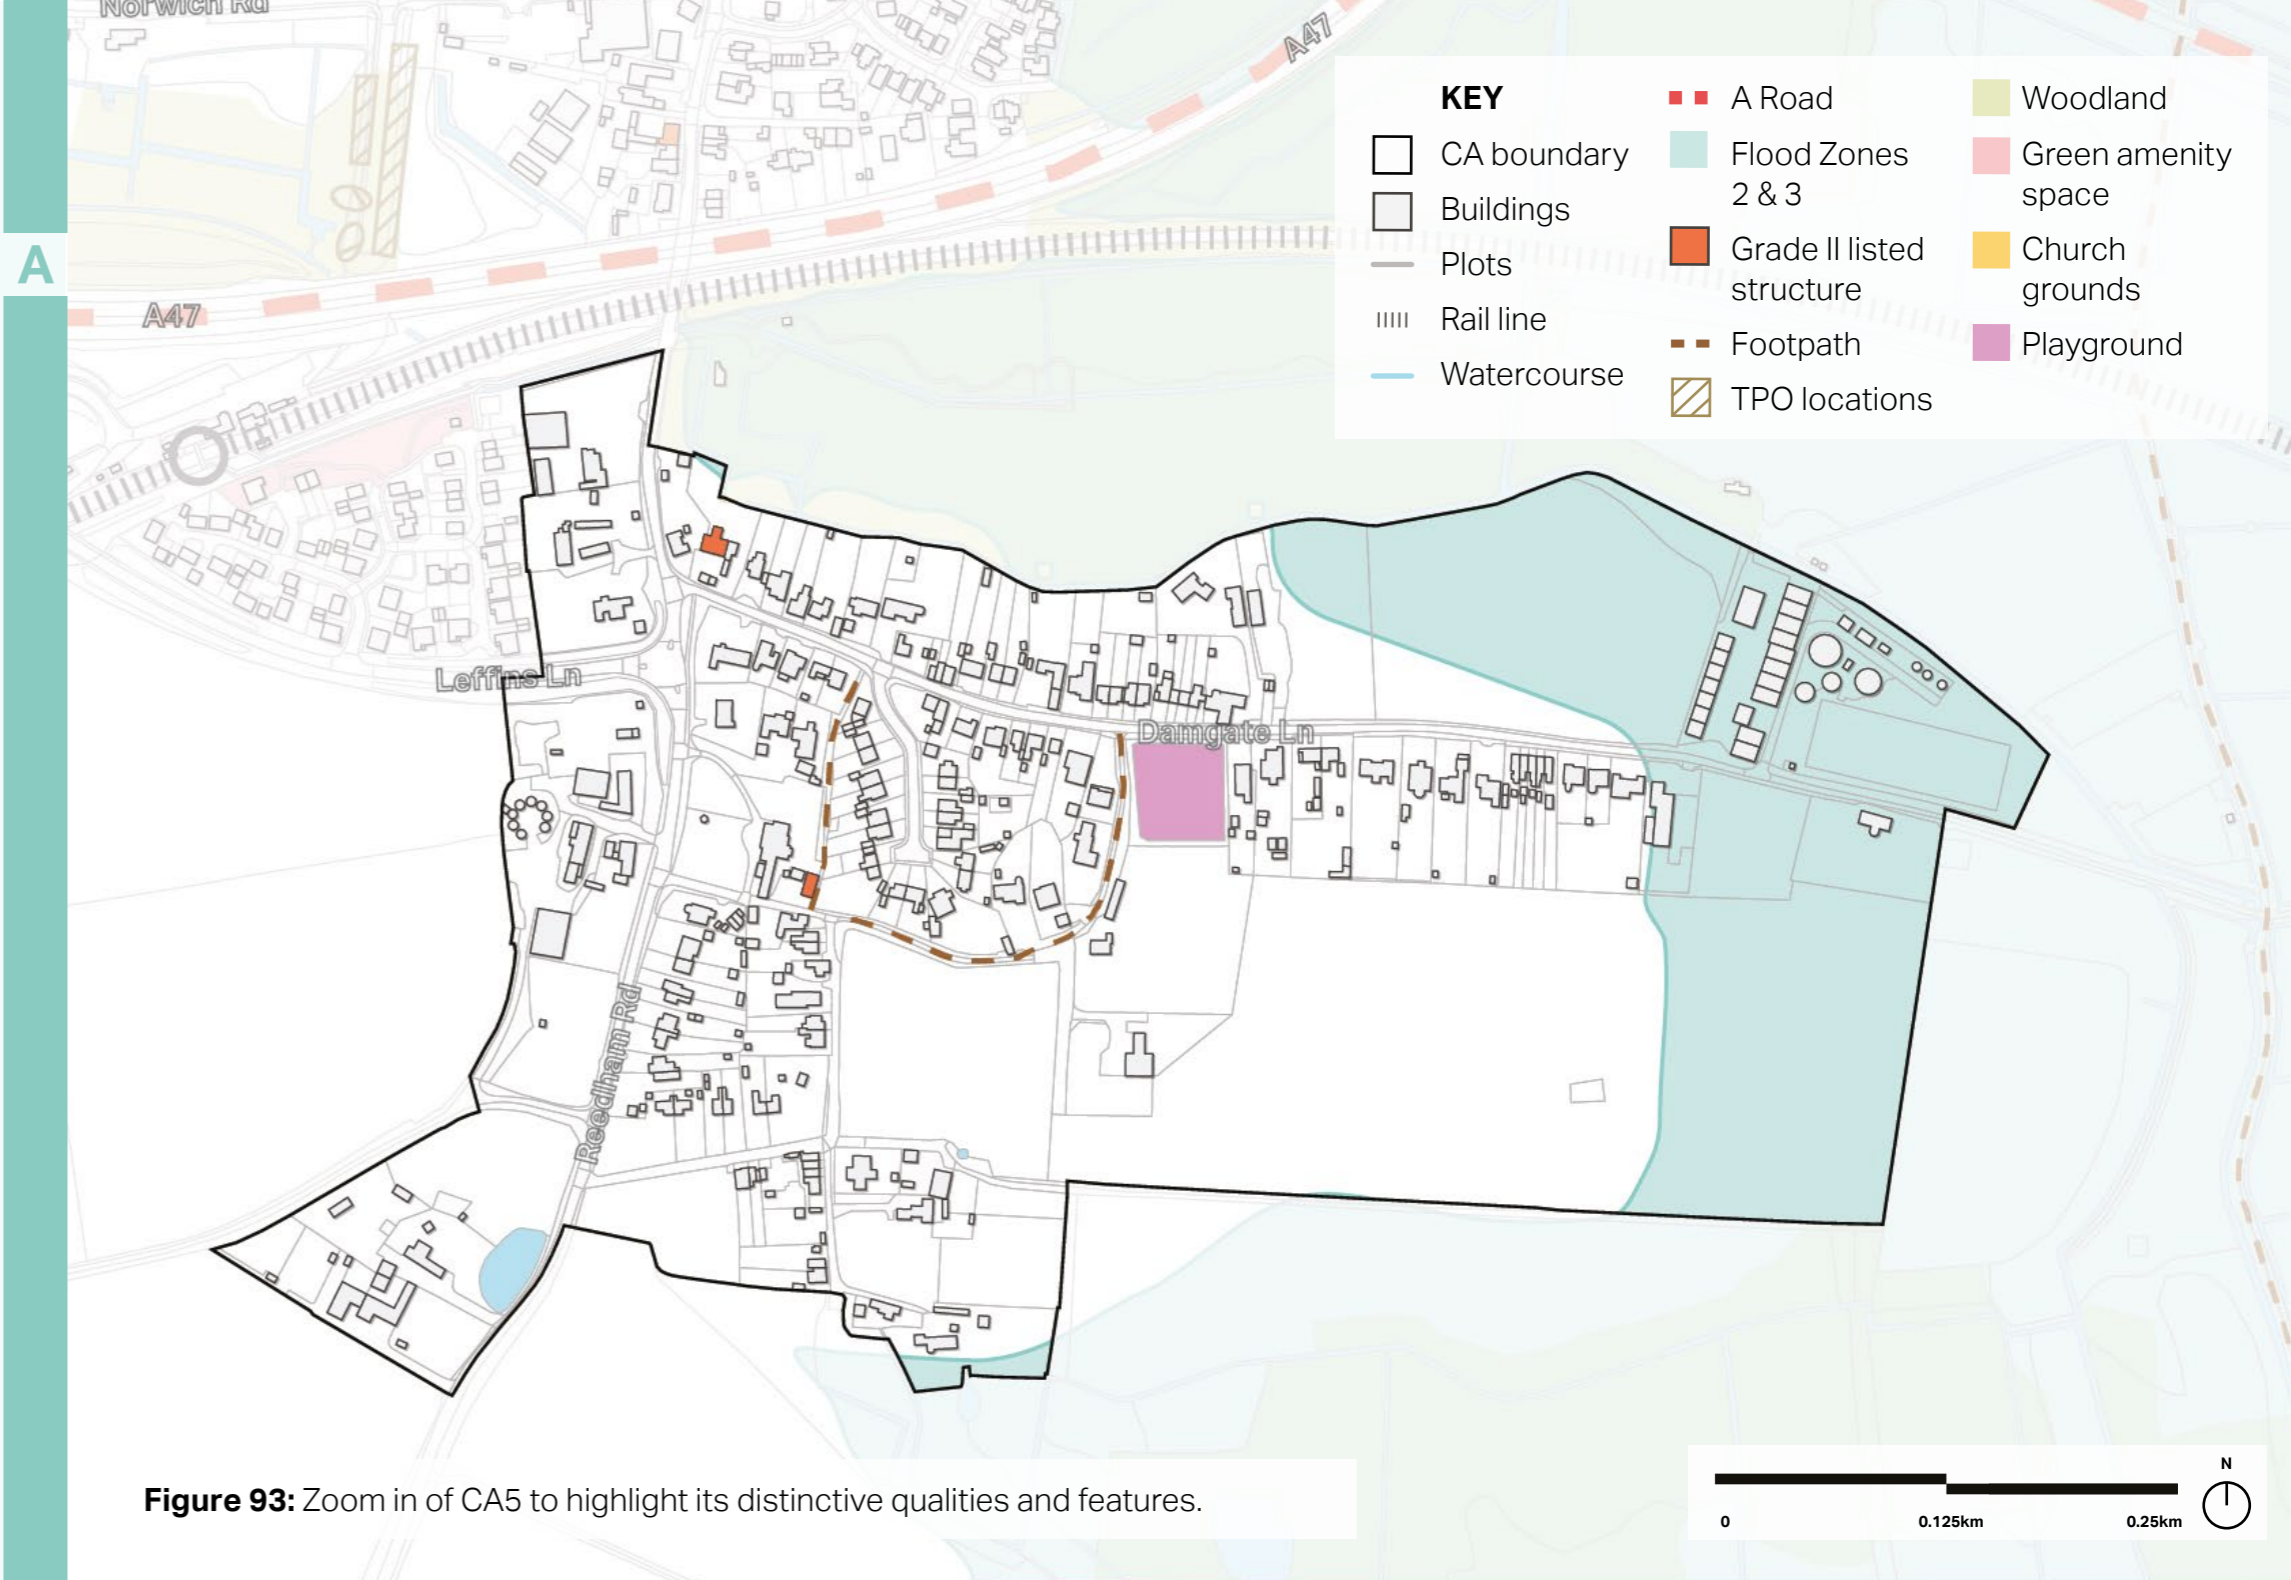 Norwich Rd
A47
KEY
CA boundary
Buildings
Plots
Rail line
Watercourse
A Road
Flood Zones
2 & 3
Grade II listed
structure
Footpath
TPO locations
Woodland
Green amenity
space
Church
grounds
Playground
A
A47
Leffins Ln
Damgate Ln
Reedham Rd
Figure 93: Zoom in of CA5 to highlight its distinctive qualities and features.
N
0 0.125km 0.25km